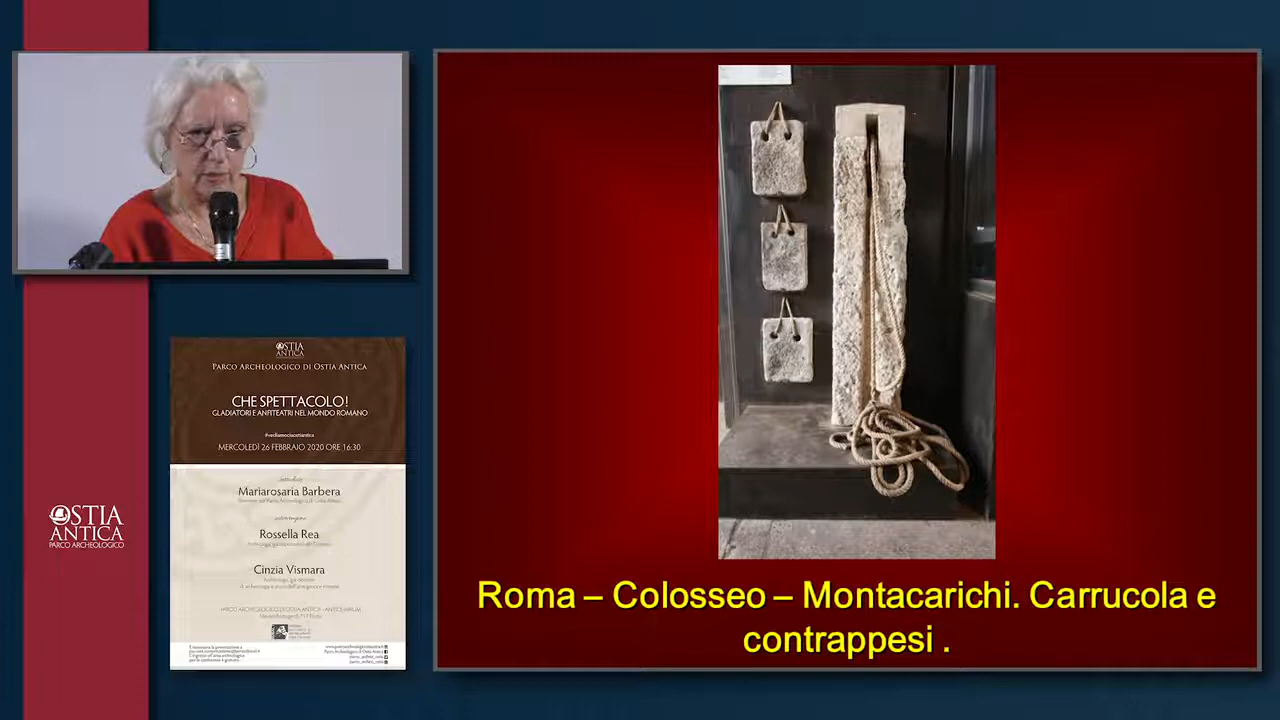 OSTIA
ANTICA
PARCO ARCHEOLOGICO
OSTIA
ANTICA
PARCO ARCHEOLOGICO DI OSTIA ANTICA
CHE SPETTACOLO!
GLADIATORI E ANFITEATRI NEL MONDO ROMANO
MERCOLEDÌ 26 FEBBRAIO 2020 ORE 16:30
Mariarosaria Barbera
Rossella Rea
Cinzia Vismara
Roma – Colosseo – Montacarichi. Carrucola e
contrappesi .